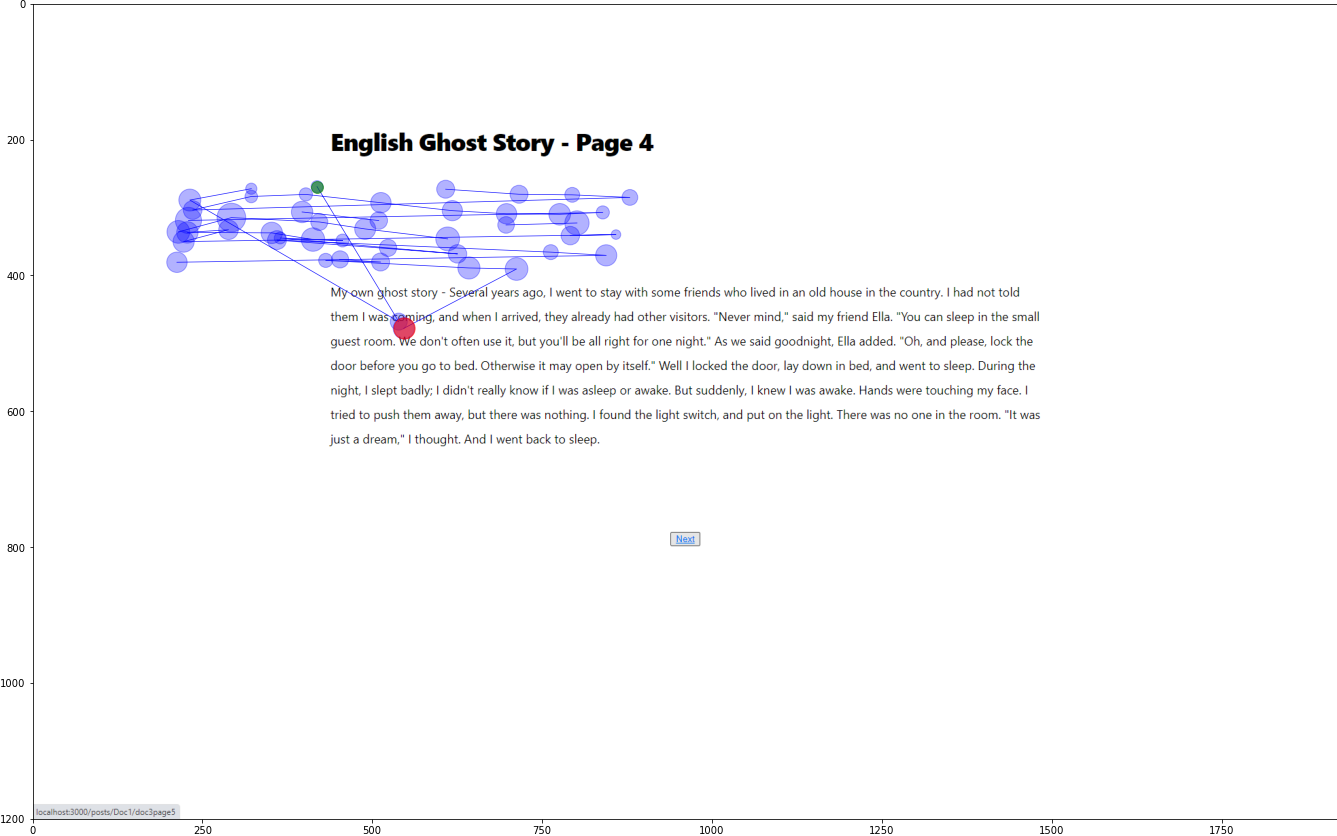 0
200
English Ghost Story - Page 4
400
My own ghost story - Several years ago, I went to stay with some friends who lived in an old house in the country. I had not told
them I was coming, and when I arrived, they already had other visitors. "Never mind," said my friend Ella. "You can sleep in the small
guest room. We don't often use it, but you'll be all right for one night." As we said goodnight, Ella added. "Oh, and please, lock the
door before you go to bed. Otherwise it may open by itself." Well I locked the door, lay down in bed, and went to sleep. During the
night, I slept badly; I didn't really know if I was asleep or awake. But suddenly, I knew I was awake. Hands were touching my face. I
600
tried to push them away, but there was nothing. I found the light switch, and put on the light. There was no one in the room. "It was
just a dream," I thought. And I went back to sleep.
Next
800
1000
localhost:3000/posts/Doc1/doc3page5
1200
0 250 500 750 1000 1250 1500 1750